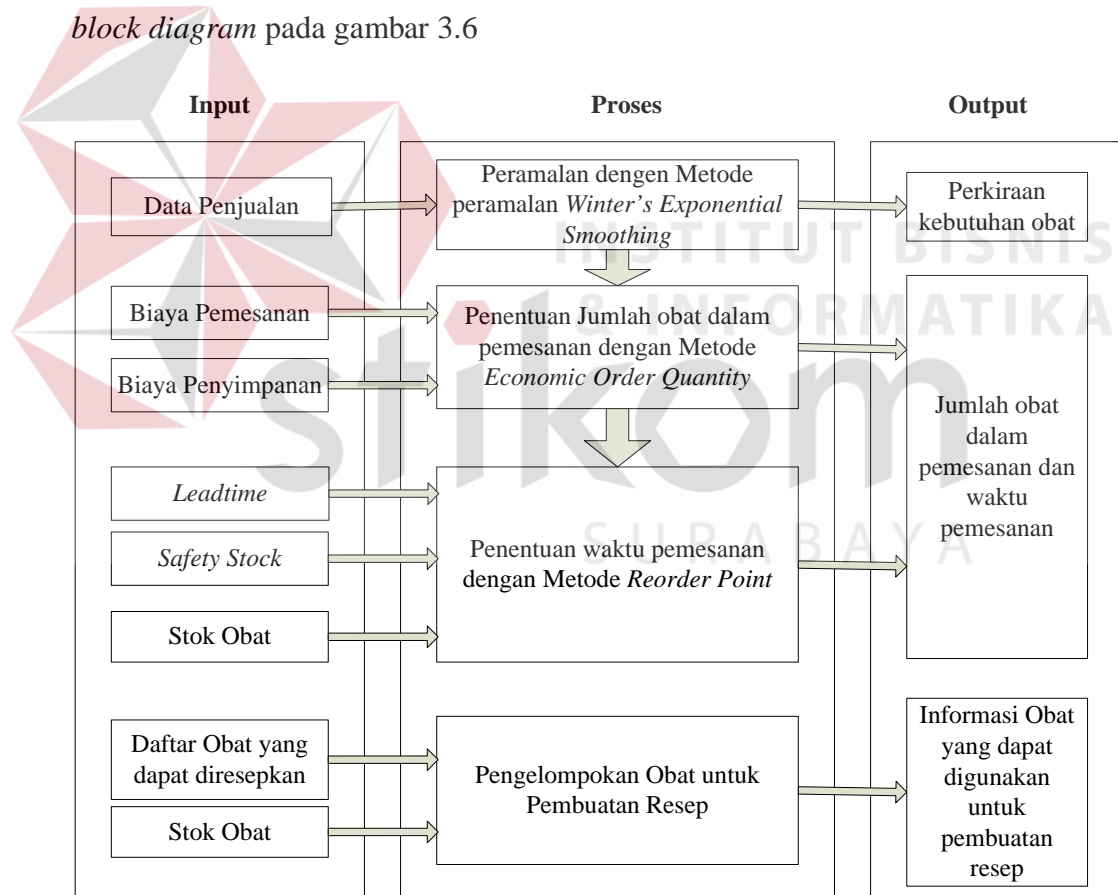 block diagram pada gambar 3.6
Input
Proses
Output
Data Penjualan
Peramalan dengan Metode
peramalan Winter's Exponential
Smoothing
Perkiraan
kebutuhan obat
INSTITUT BISNIS
& INFORMATIKA
stikom
SURABAYA
Biaya Pemesanan
Biaya Penyimpanan
Penentuan Jumlah obat dalam
pemesanan dengan Metode
Economic Order Quantity
Jumlah obat
dalam
pemesanan dan
waktu
pemesanan
Leadtime
Safety Stock
Stok Obat
Penentuan waktu pemesanan
dengan Metode Reorder Point
Daftar Obat yang
dapat diresepkan
Stok Obat
Pengelompokan Obat untuk
Pembuatan Resep
Informasi Obat
yang dapat
digunakan
untuk
pembuatan
resep